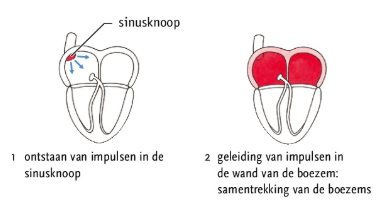 sinusknoop
1 ontstaan van impulsen in de
sinusknoop
2 geleiding van impulsen in
de wand van de boezem:
samentrekking van de boezems